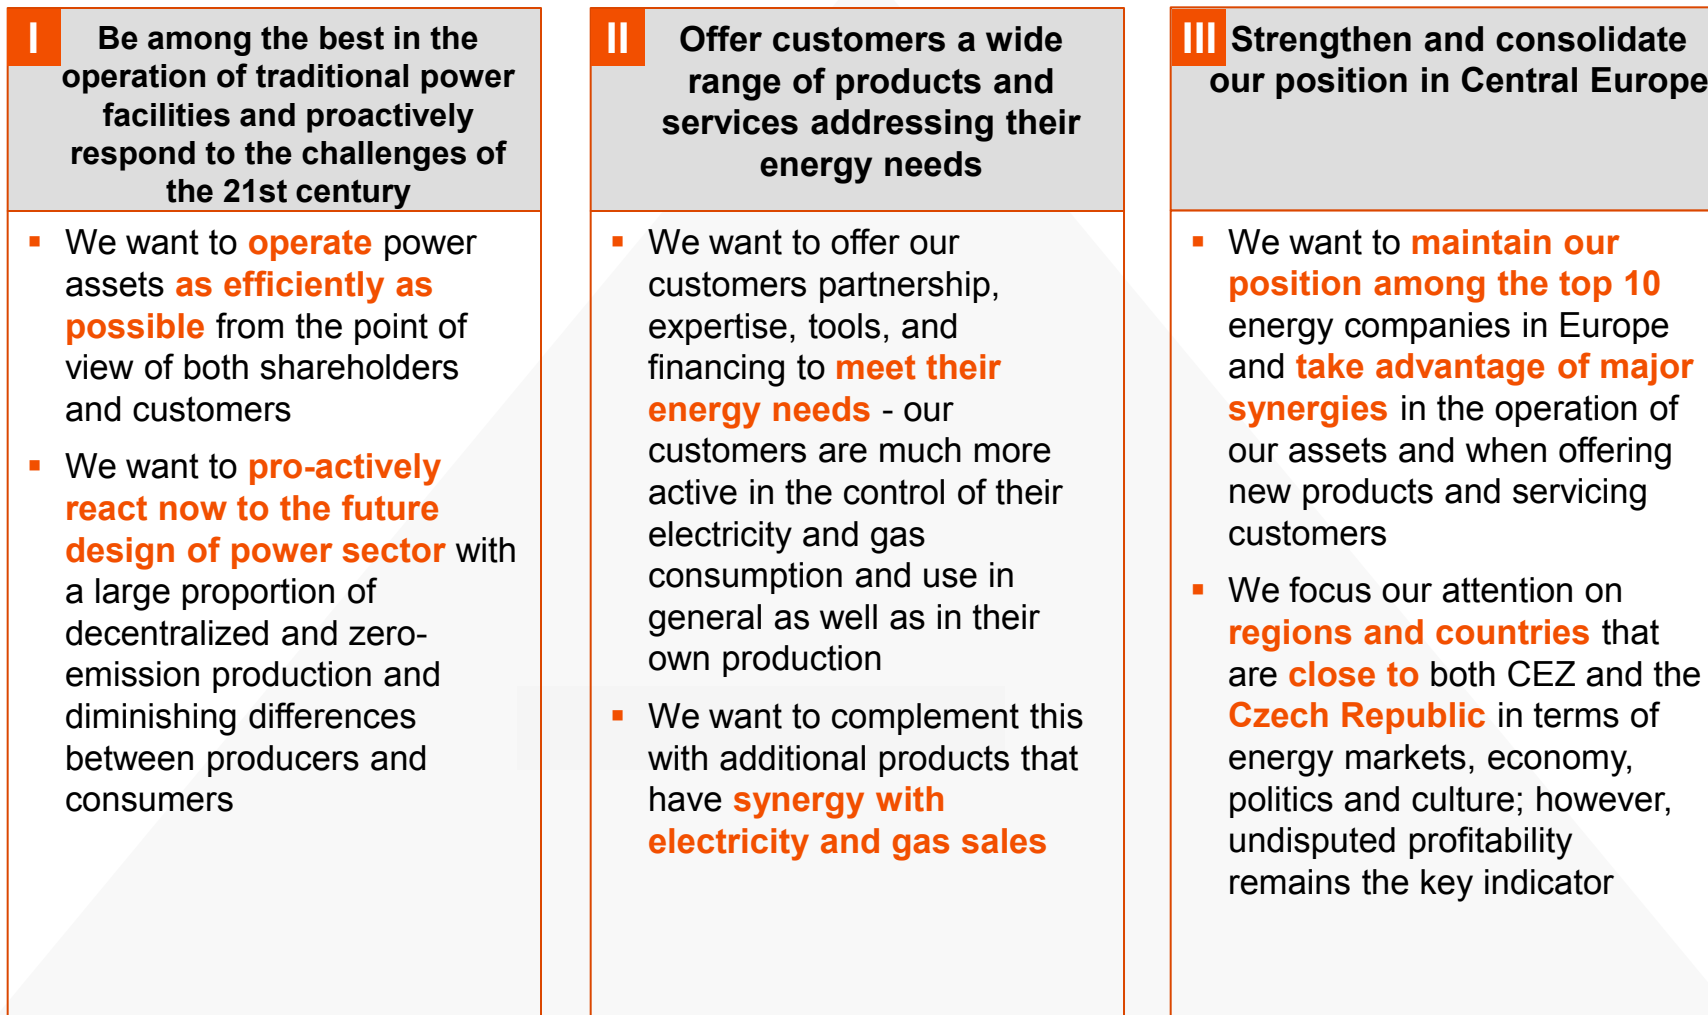 I
Be among the best in the
operation of traditional power
facilities and proactively
respond to the challenges of
the 21st century
▪ We want to operate power
assets as efficiently as
possible from the point of
view of both shareholders
and customers
▪ We want to pro-actively
react now to the future
design of power sector with
a large proportion of
decentralized and zero-
emission production and
diminishing differences
between producers and
consumers
II
Offer customers a wide
range of products and
services addressing their
energy needs
▪ We want to offer our
customers partnership,
expertise, tools, and
financing to meet their
energy needs - our
customers are much more
active in the control of their
electricity and gas
consumption and use in
general as well as in their
own production
▪ We want to complement this
with additional products that
have synergy with
electricity and gas sales
III
Strengthen and consolidate
our position in Central Europe
▪ We want to maintain our
position among the top 10
energy companies in Europe
and take advantage of major
synergies in the operation of
our assets and when offering
new products and servicing
customers
▪ We focus our attention on
regions and countries that
are close to both CEZ and the
Czech Republic in terms of
energy markets, economy,
politics and culture; however,
undisputed profitability
remains the key indicator